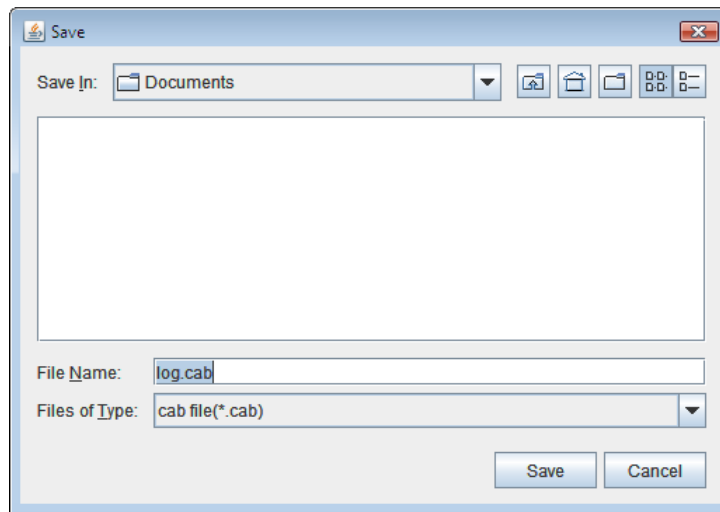 Save
Save In: Documents
File Name: log.cab
Files of Type: cab file(*.cab)
Save Cancel